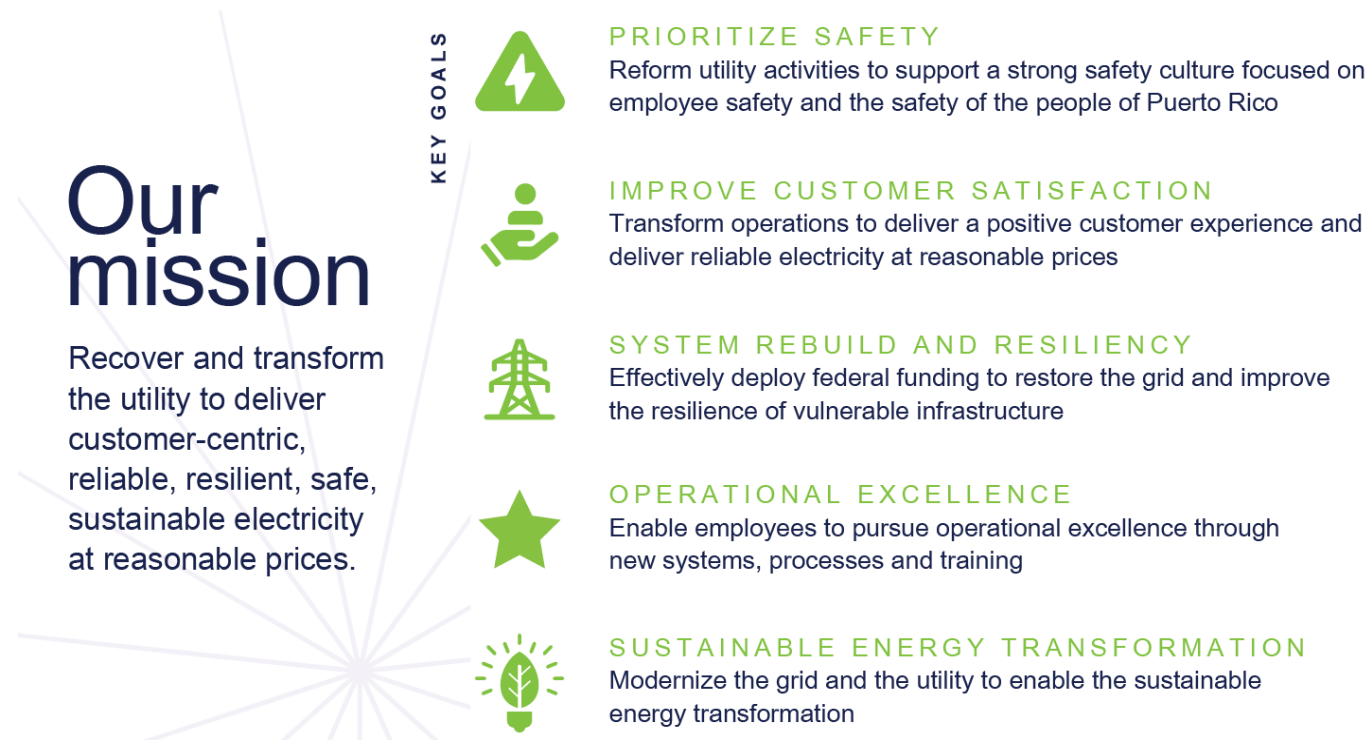 Our
mission
Recover and transform
the utility to deliver
customer-centric,
reliable, resilient, safe,
sustainable electricity
at reasonable prices.
KEY GOALS
PRIORITIZE SAFETY
Reform utility activities to support a strong safety culture focused on
employee safety and the safety of the people of Puerto Rico
IMPROVE CUSTOMER SATISFACTION
Transform operations to deliver a positive customer experience and
deliver reliable electricity at reasonable prices
SYSTEM REBUILD AND RESILIENCY
Effectively deploy federal funding to restore the grid and improve
the resilience of vulnerable infrastructure
OPERATIONAL EXCELLENCE
Enable employees to pursue operational excellence through
new systems, processes and training
SUSTAINABLE ENERGY TRANSFORMATION
Modernize the grid and the utility to enable the sustainable
energy transformation